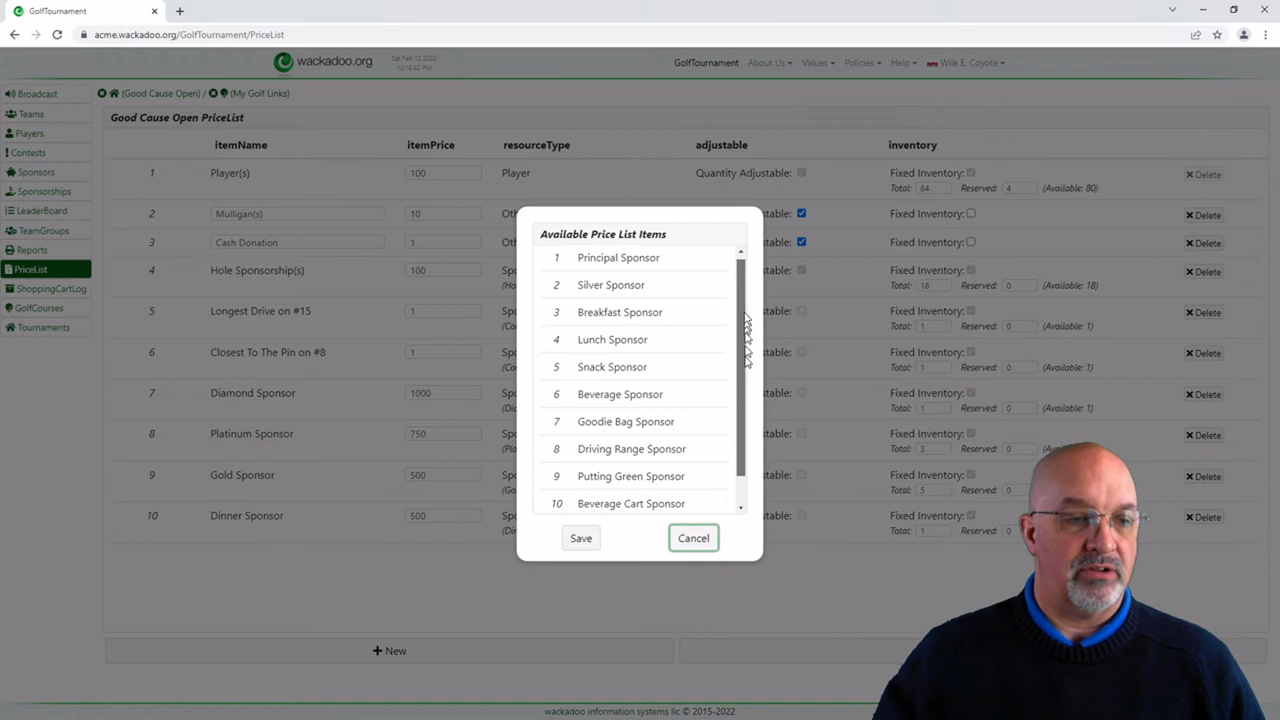 GolfTournament
acme.wackadoo.org/GolfTournament/PriceList
wackadoo.org
Sat Feb 12 2022
GolfTournament About Us Values Policies Help Wile E. Coyote
Broadcast
Teams
Players
Contests
Sponsors
Sponsorships
LeaderBoard
TeamGroups
Reports
PriceList
ShoppingCartLog
GolfCourses
Tournaments
(Good Cause Open) / (My Golf Links)
Good Cause Open PriceList
itemName itemPrice resourceType adjustable inventory
1 Player(s) 100 Player Quantity Adjustable: Fixed Inventory: Delete
Total: 84 Reserved: 4 (Available: 80)
2 Mulligan(s) 10 Fixed Inventory: Delete
3 Cash Donation 1 Fixed Inventory: Delete
4 Hole Sponsorship(s) 100 Fixed Inventory: Delete
Total: 18 Reserved: 0 (Available: 18)
5 Longest Drive on #15 1 Fixed Inventory: Delete
Total: 1 Reserved: 0 (Available: 1)
6 Closest To The Pin on #8 1 Fixed Inventory: Delete
Total: 1 Reserved: 0 (Available: 1)
7 Diamond Sponsor 1000 Fixed Inventory: Delete
Total: 1 Reserved: 0 (Available: 1)
8 Platinum Sponsor 750 Fixed Inventory: Delete
Total: 3 Reserved: 0
9 Gold Sponsor 500 Fixed Inventory: Delete
Total: 5 Reserved: 0
10 Dinner Sponsor 500 Fixed Inventory: Delete
Total: 1 Reserved: 0
Available Price List Items
1 Principal Sponsor
2 Silver Sponsor
3 Breakfast Sponsor
4 Lunch Sponsor
5 Snack Sponsor
6 Beverage Sponsor
7 Goodie Bag Sponsor
8 Driving Range Sponsor
9 Putting Green Sponsor
10 Beverage Cart Sponsor
Save Cancel
New
wackadoo information systems llc © 2015-2022